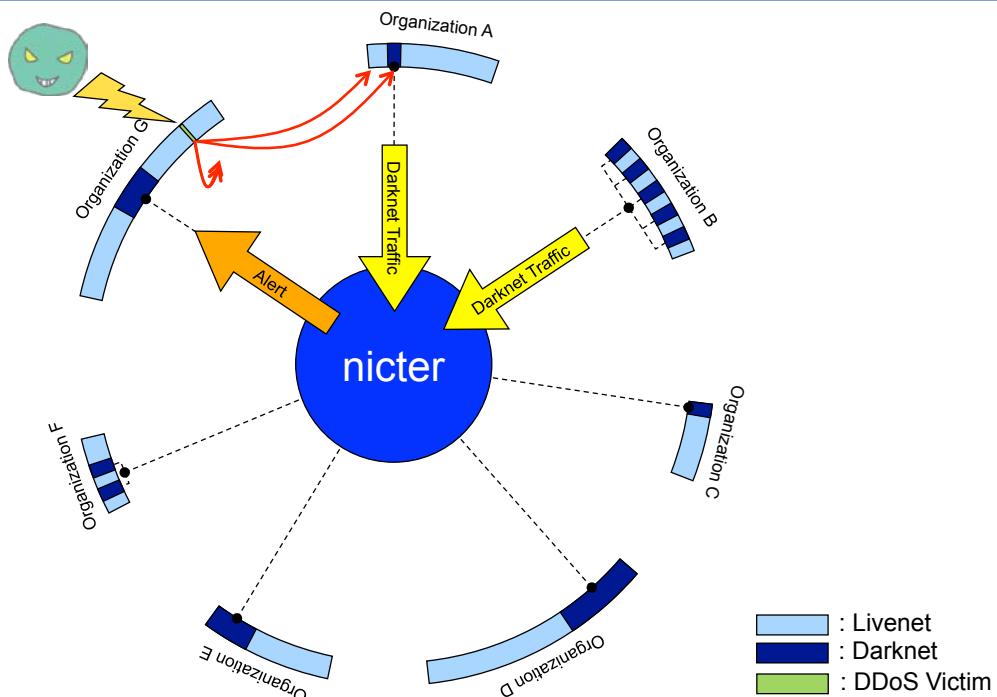 Organization A
Organization G
Organization B
Darknet Traffic
Darknet Traffic
Alert
nicter
Organization C
Organization F
Organization E
Organization D
: Livenet
: Darknet
: DDoS Victim